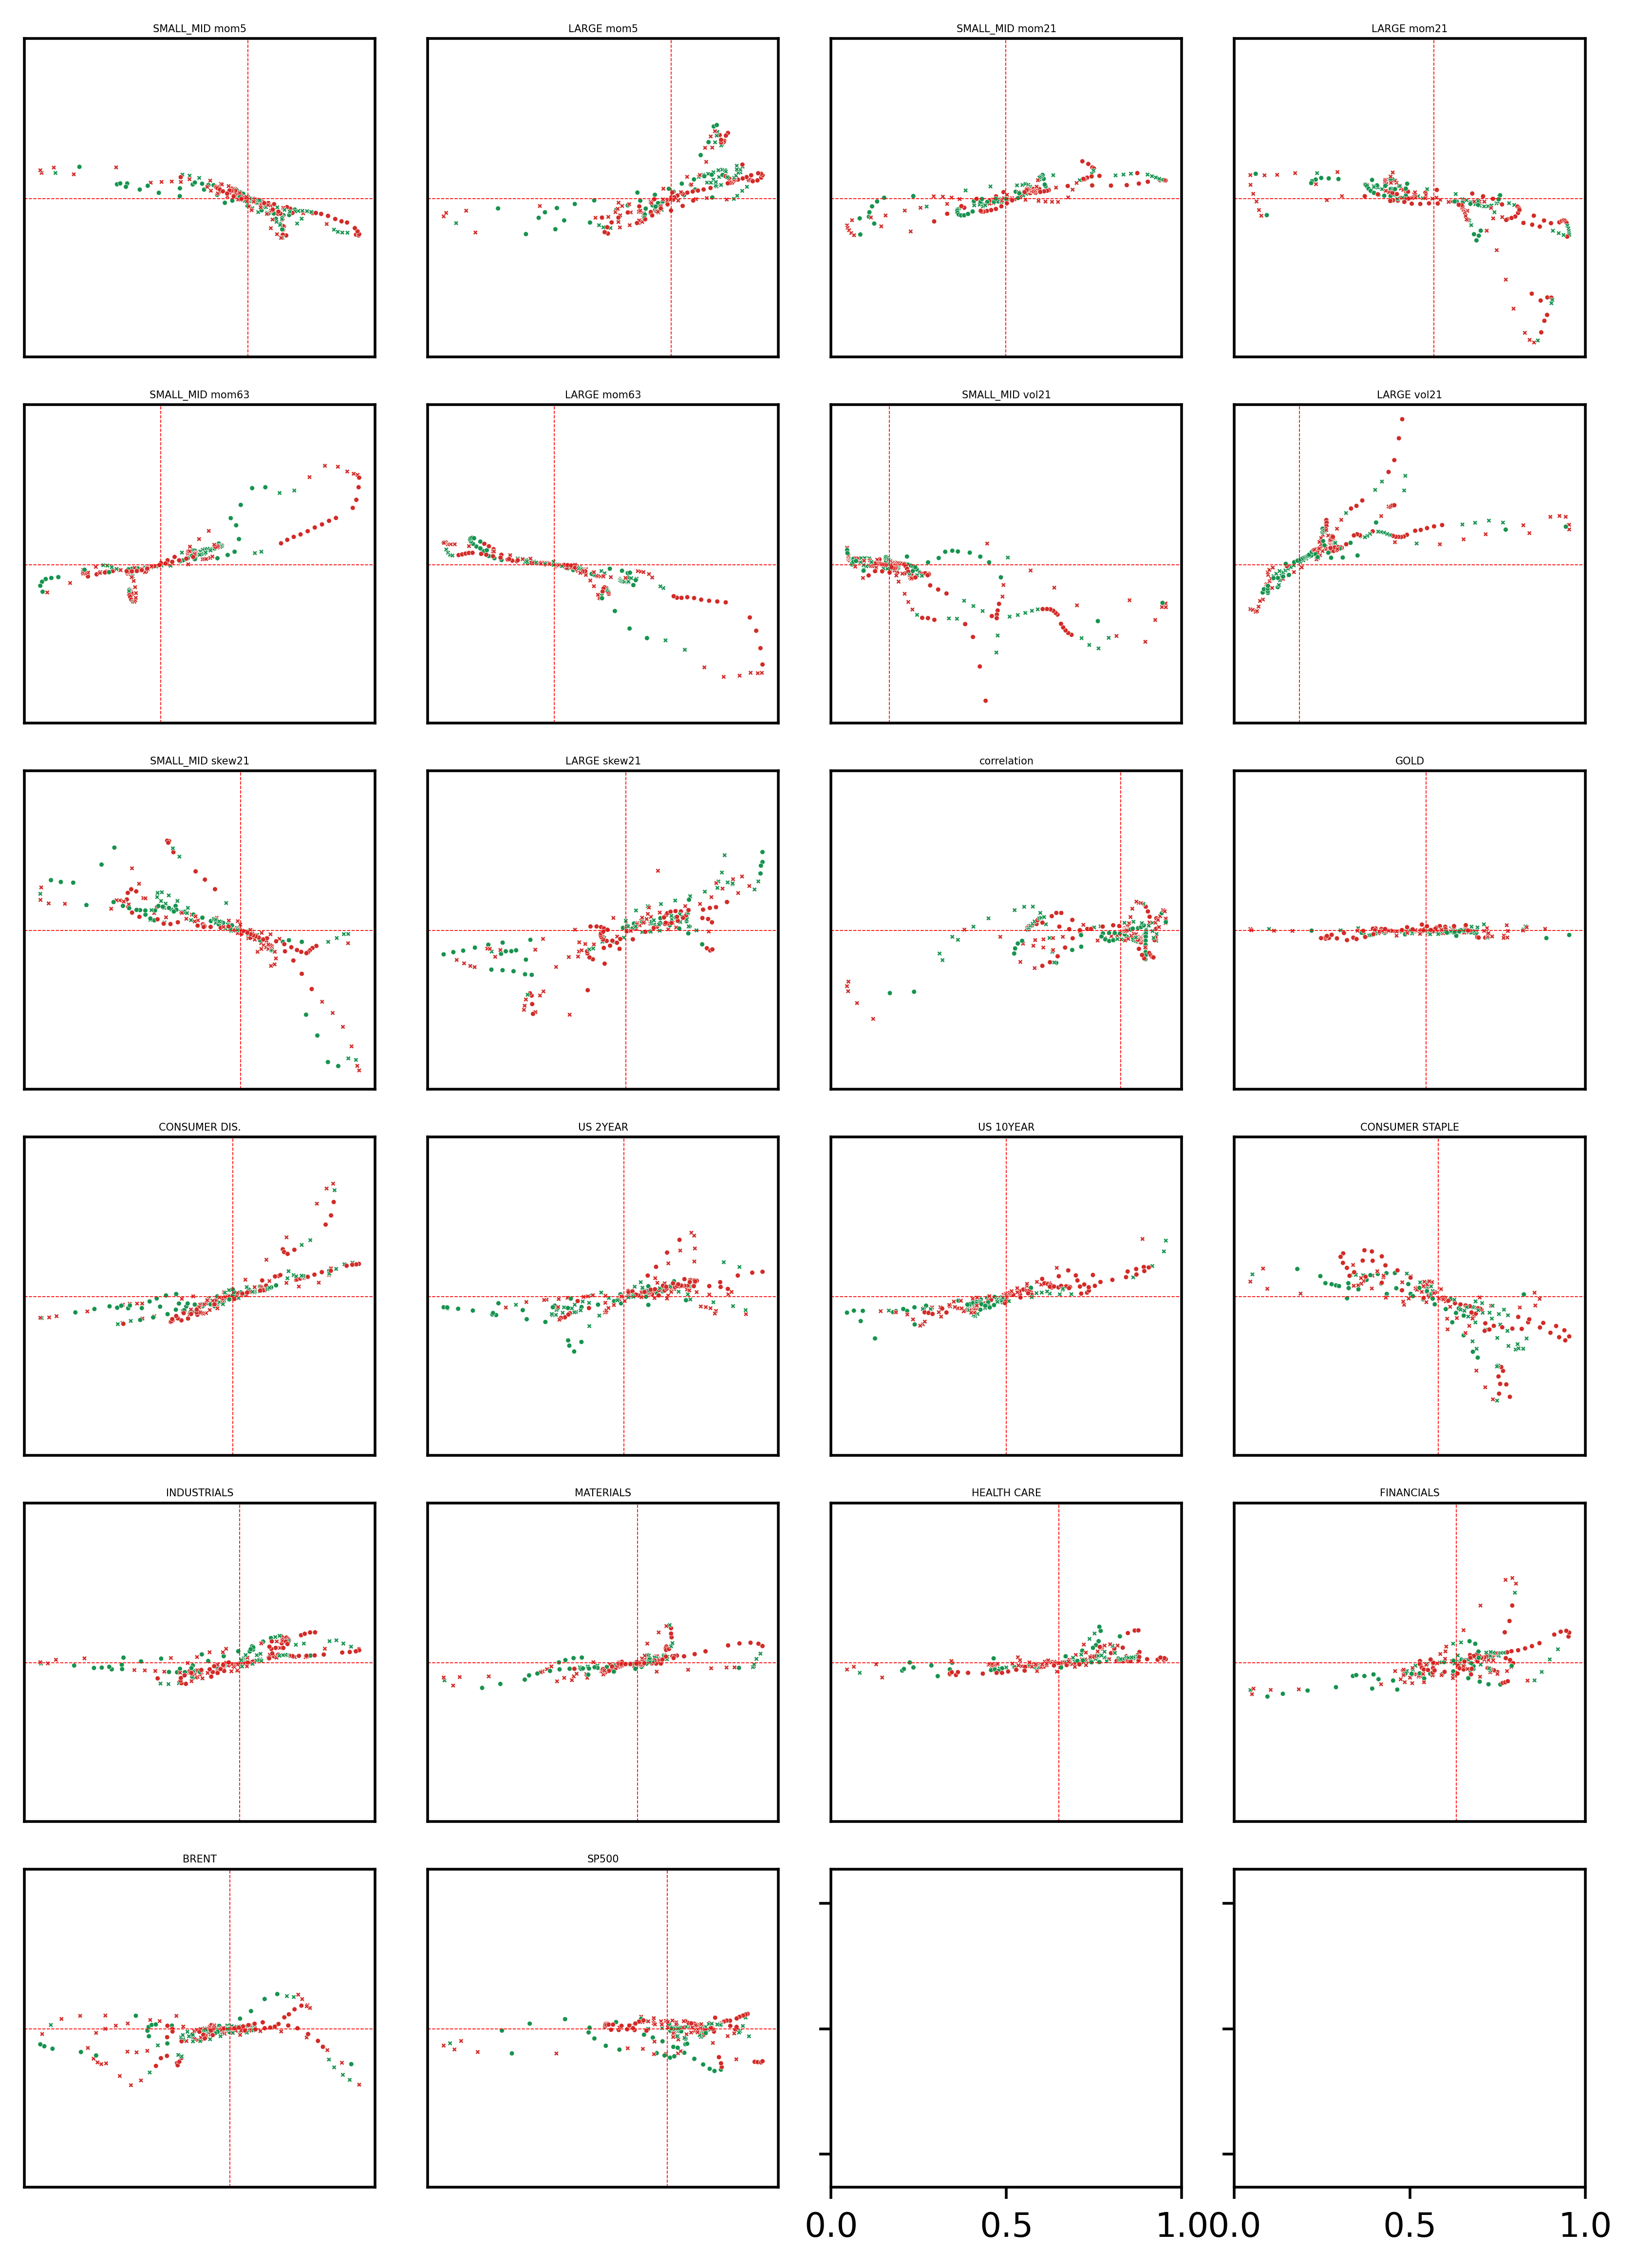 SMALL_MID mom5
LARGE mom5
SMALL_MID mom21
LARGE mom21
SMALL_MID mom63
LARGE mom63
SMALL_MID vol21
LARGE vol21
SMALL_MID skew21
LARGE skew21
correlation
GOLD
CONSUMER DIS.
US 2YEAR
US 10YEAR
CONSUMER STAPLE
INDUSTRIALS
MATERIALS
HEALTH CARE
FINANCIALS
BRENT
SP500
0.0 0.5 1.0
0.0 0.5 1.0